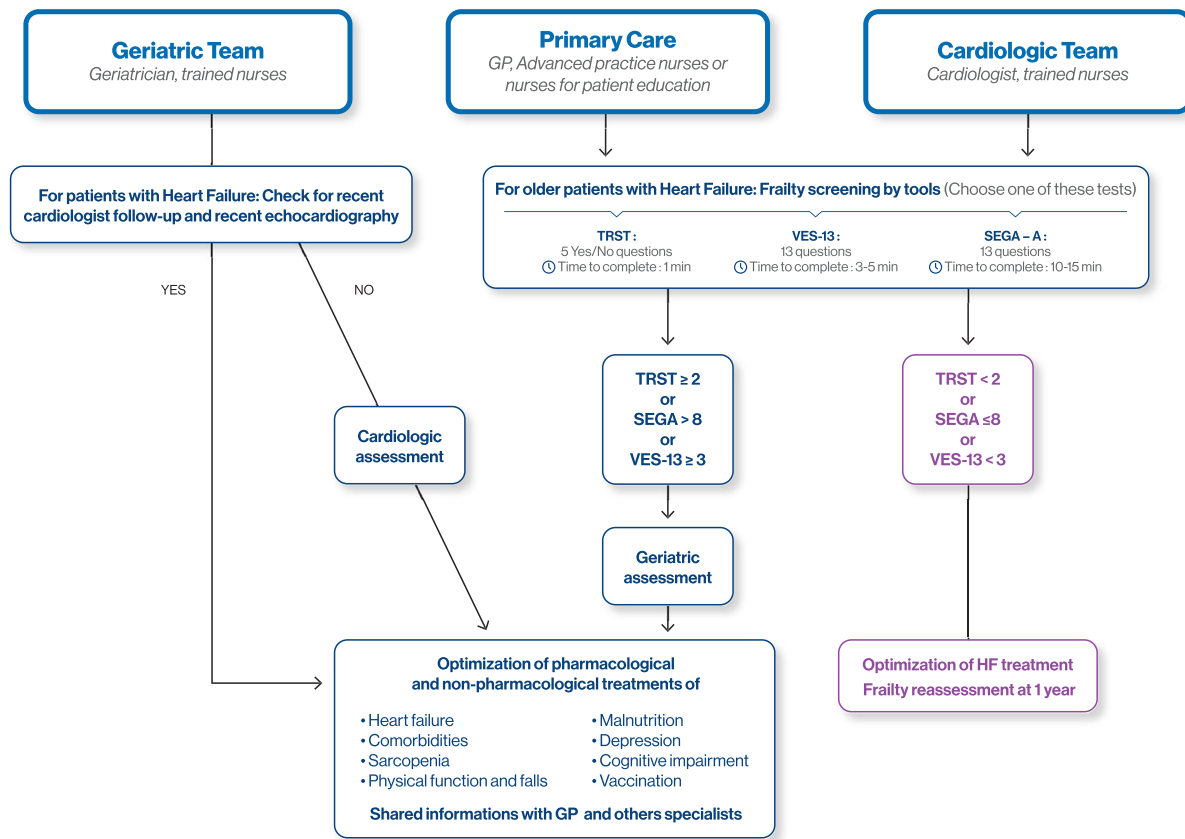 Geriatric Team
Geriatrician, trained nurses
Primary Care
GP, Advanced practice nurses or
nurses for patient education
Cardiologic Team
Cardiologist, trained nurses
For patients with Heart Failure: Check for recent
cardiologist follow-up and recent echocardiography
For older patients with Heart Failure: Frailty screening by tools (Choose one of these tests)
TRST :
5 Yes/No questions
Time to complete : 1 min
VES-13 :
13 questions
Time to complete : 3-5 min
SEGA – A :
13 questions
Time to complete : 10-15 min
YES
NO
Cardiologic
assessment
TRST ≥ 2
or
SEGA > 8
or
VES-13 ≥ 3
TRST < 2
or
SEGA ≤8
or
VES-13 < 3
Geriatric
assessment
Optimization of pharmacological
and non-pharmacological treatments of
• Heart failure
• Comorbidities
• Sarcopenia
• Physical function and falls
• Malnutrition
• Depression
• Cognitive impairment
• Vaccination
Shared informations with GP and others specialists
Optimization of HF treatment
Frailty reassessment at 1 year